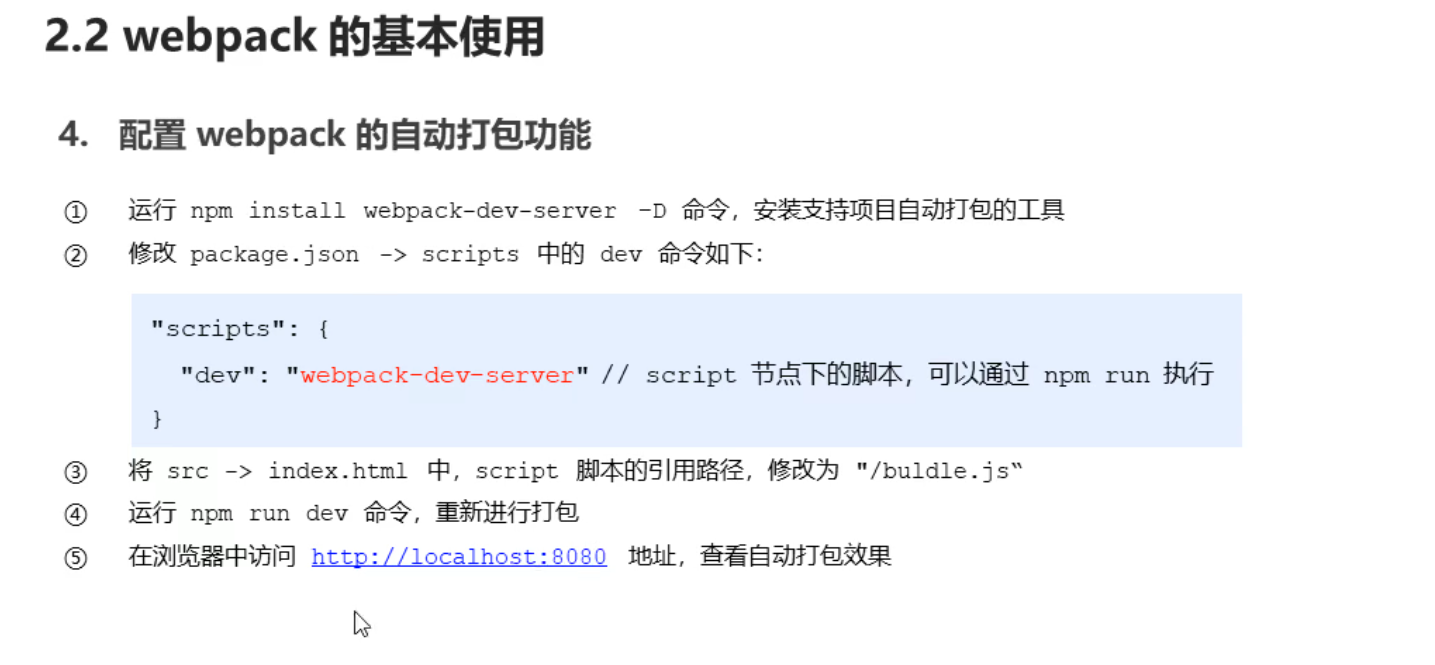 2.2 webpack 的基本使用
4. 配置 webpack 的自动打包功能
① 运行 npm install webpack-dev-server -D 命令，安装支持项目自动打包的工具
② 修改 package.json -> scripts 中的 dev 命令如下：
"scripts": {
"dev": "webpack-dev-server" // script 节点下的脚本，可以通过 npm run 执行
}
③ 将 src -> index.html 中，script 脚本的引用路径，修改为 "/buldle.js“
④ 运行 npm run dev 命令，重新进行打包
⑤ 在浏览器中访问 http://localhost:8080 地址，查看自动打包效果